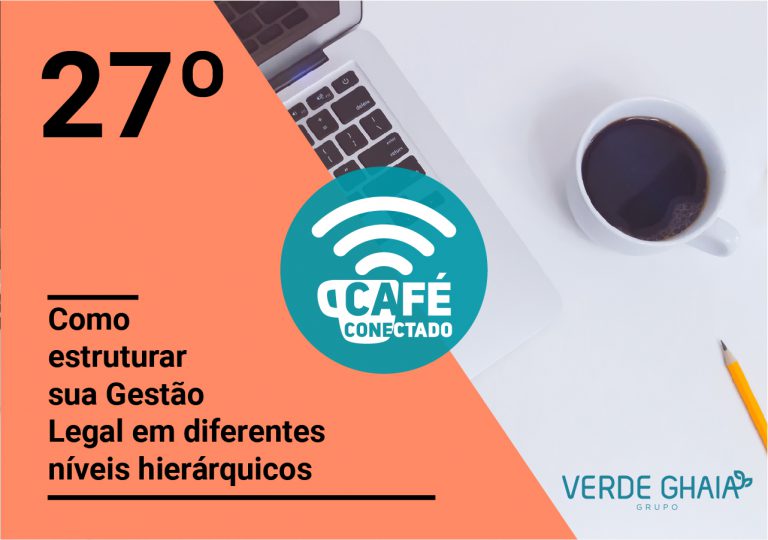 27º
CAFÉ
CONECTADO
Como
estruturar
sua Gestão
Legal em diferentes
níveis hierárquicos
VERDE GHAIA
GRUPO